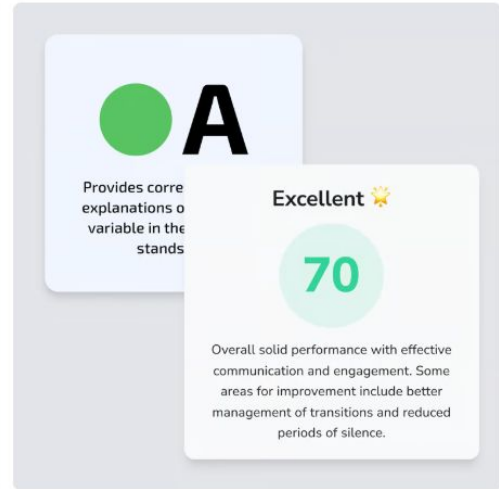 A
Provides corre
explanations o
variable in the
stands
Excellent
70
Overall solid performance with effective
communication and engagement. Some
areas for improvement include better
management of transitions and reduced
periods of silence.